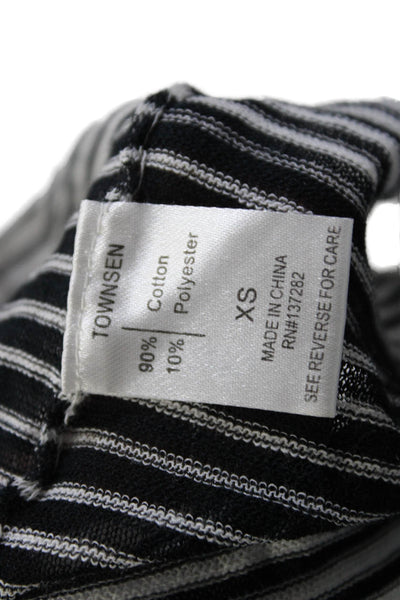 TOWNSEN
90% Cotton
10% Polyester
XS
MADE IN CHINA
RN#137282
SEE REVERSE FOR CARE